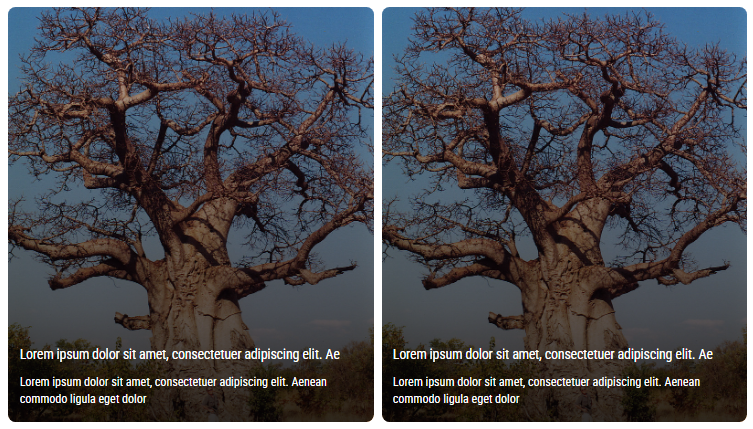 Lorem ipsum dolor sit amet, consectetuer adipiscing elit. Ae
Lorem ipsum dolor sit amet, consectetuer adipiscing elit. Aenean
commodo ligula eget dolor
Lorem ipsum dolor sit amet, consectetuer adipiscing elit. Ae
Lorem ipsum dolor sit amet, consectetuer adipiscing elit. Aenean
commodo ligula eget dolor